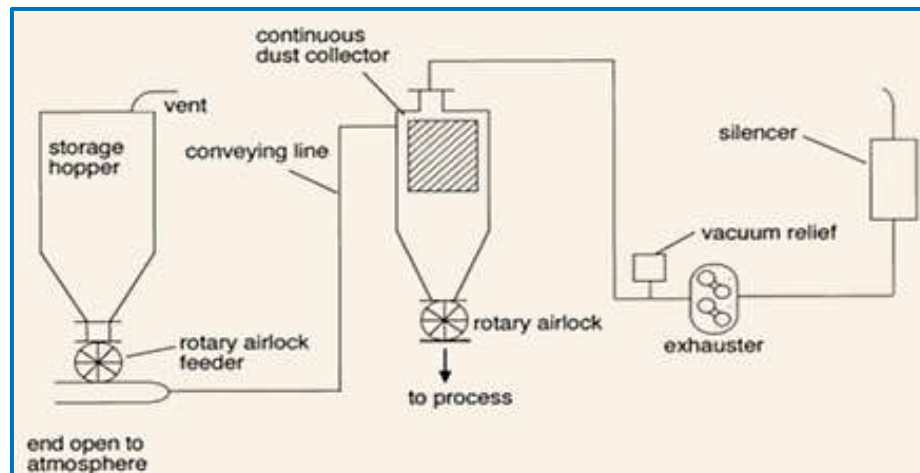 continuous
dust collector
vent
storage
hopper
conveying line
silencer
vacuum relief
rotary airlock
feeder
rotary airlock
exhauster
to process
end open to
atmosphere